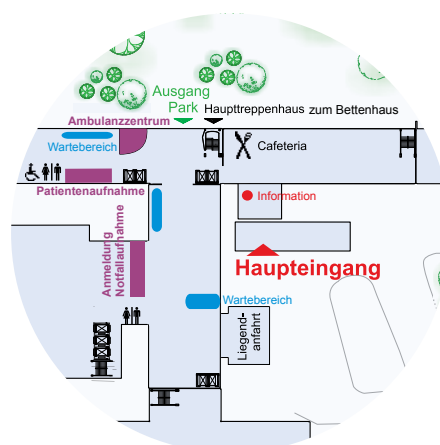 Ausgang
Park
Haupttreppenhaus zum Bettenhaus
Ambulanzzentrum
Wartebereich
Cafeteria
Patientenaufnahme
Information
Anmeldung
Notfallaufnahme
Haupteingang
Wartebereich
Liegend-
anfahrt